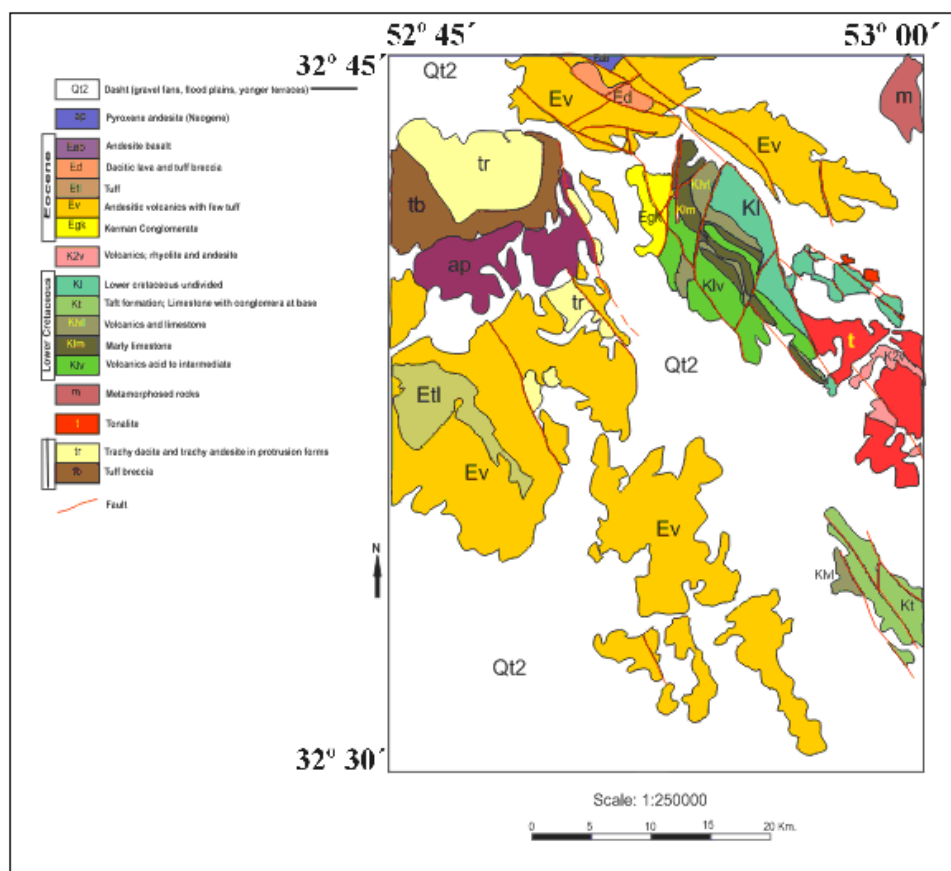 52° 45´
53° 00´
32° 45´
32° 30´
Qt2 Dasht (gravel fans, flood plains, yonger terraces)
ap Pyroxene andesite (Neogene)
Eocene
Eab Andesite basalt
Ed Dacitic lava and tuff breccia
Etl Tuff
Ev Andesitic volcanics with few tuff
Egk Kerman Conglomerate
K2v Volcanics; rhyolite and andesite
Lower Cretaceous
Kl Lower cretaceous undivided
Kt Taft formation; Limestone with conglomera at base
Klvl Volcanics and limestone
Klm Marly limestone
Klv Volcanics acid to intermediate
m Metamorphosed rocks
t Tonalite
tr Trachy dacite and trachy andesite in protrusion forms
tb Tuff breccia
Fault
N
Qt2
Ev
Ed
m
tr
Ev
tb
Klvl
Kl
Egk
Klm
ap
Klv
tr
t
K2v
Qt2
Etl
Ev
Ev
Klvl
Kt
Qt2
Scale: 1:250000
0 5 10 15 20 Km.